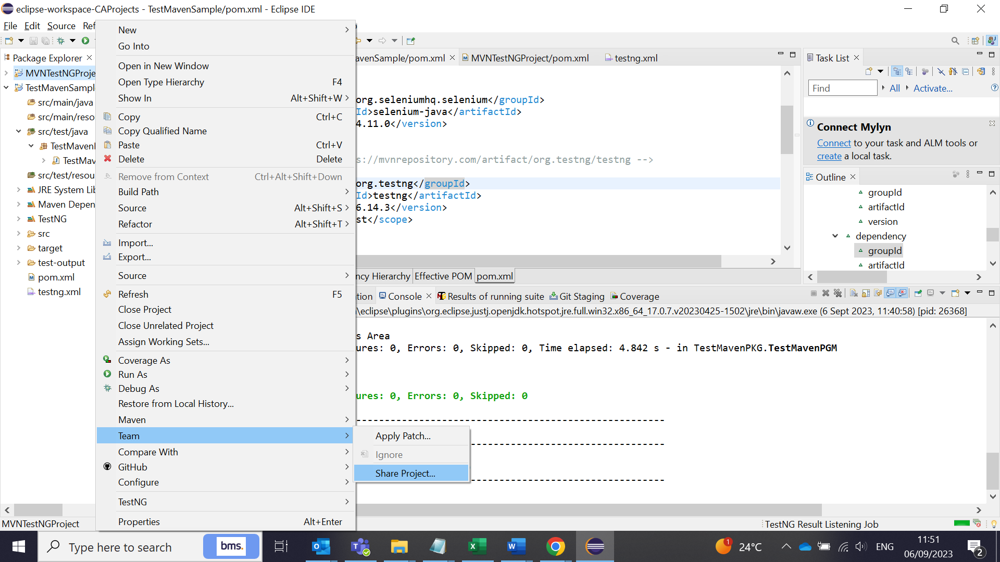 eclipse-workspace-CAProjects - TestMavenSample/pom.xml - Eclipse IDE
File Edit Source Ref
Package Explorer
MVNTestNGProje
TestMavenSampl
src/main/java
src/main/reso
src/test/java
TestMavenI
TestMav
src/test/resou
JRE System Lib
Maven Depen
TestNG
src
target
test-output
pom.xml
testng.xml
New
Go Into
Open in New Window
Open Type Hierarchy F4
Show In Alt+Shift+W
Copy Ctrl+C
Copy Qualified Name
Paste Ctrl+V
Delete Delete
Remove from Context Ctrl+Alt+Shift+Down
Build Path
Source Alt+Shift+S
Refactor Alt+Shift+T
Import...
Export...
Source
Refresh F5
Close Project
Close Unrelated Project
Assign Working Sets...
Coverage As
Run As
Debug As
Restore from Local History...
Maven
Team
Compare With
GitHub
Configure
TestNG
Properties Alt+Enter
Apply Patch...
Ignore
Share Project...
avenSample/pom.xml MVNTestNGProject/pom.xml testng.xml
org.seleniumhq.selenium</groupId>
Id>selenium-java</artifactId>
4.11.0</version>
s://mvnrepository.com/artifact/org.testng/testng -->
org.testng</groupId>
Id>testng</artifactId>
6.14.3</version>
st</scope>
ncy Hierarchy Effective POM pom.xml
tion Console Results of running suite Git Staging Coverage
\eclipse\plugins\org.eclipse.justj.openjdk.hotspot.jre.full.win32.x86_64_17.0.7.v20230425-1502\jre\bin\javaw.exe (6 Sept 2023, 11:40:58) [pid: 26368]
s Area
ures: 0, Errors: 0, Skipped: 0, Time elapsed: 4.842 s - in TestMavenPKG.TestMavenPGM
ures: 0, Errors: 0, Skipped: 0
------------------------------------------------------
------------------------------------------------------
------------------------------------------------------
Task List
Find All Activate...
Connect Mylyn
Connect to your task and ALM tools or
create a local task.
Outline
groupId
artifactId
version
dependency
groupId
artifactId
MVNTestNGProject TestNG Result Listening Job
Type here to search bms. 1 24°C ENG 11:51
06/09/2023
2